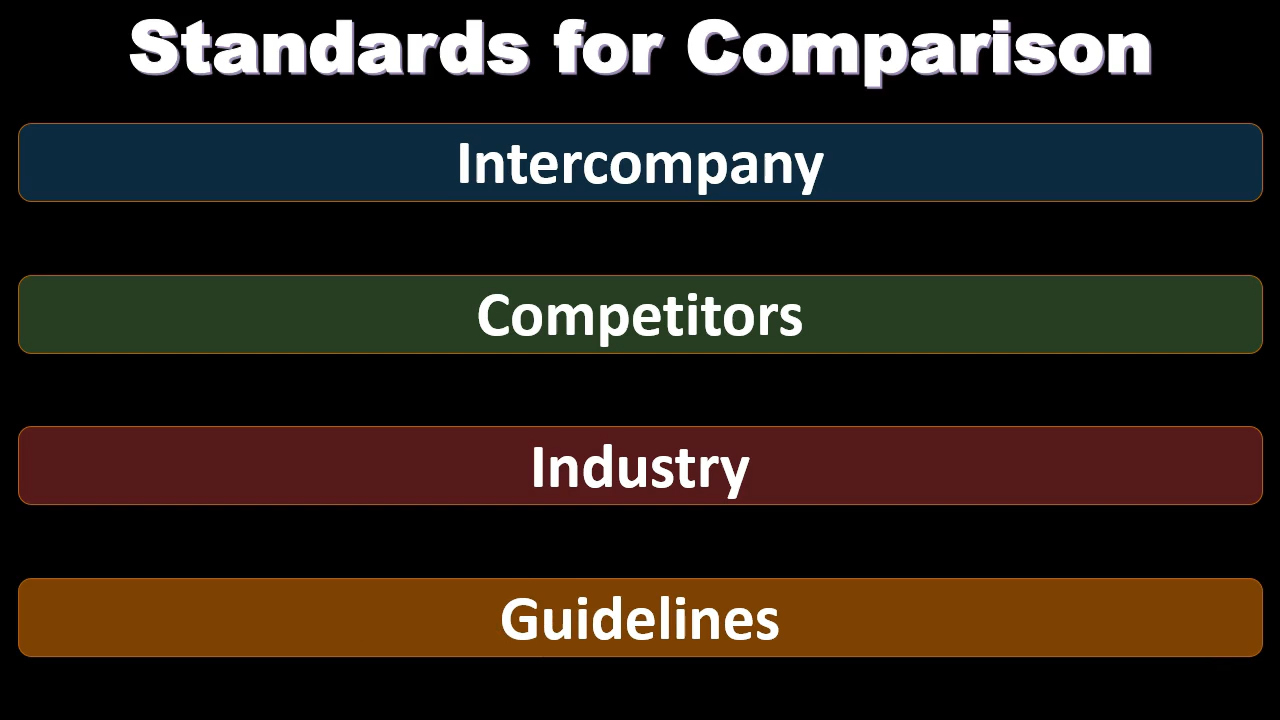 Standards for Comparison
Intercompany
Competitors
Industry
Guidelines